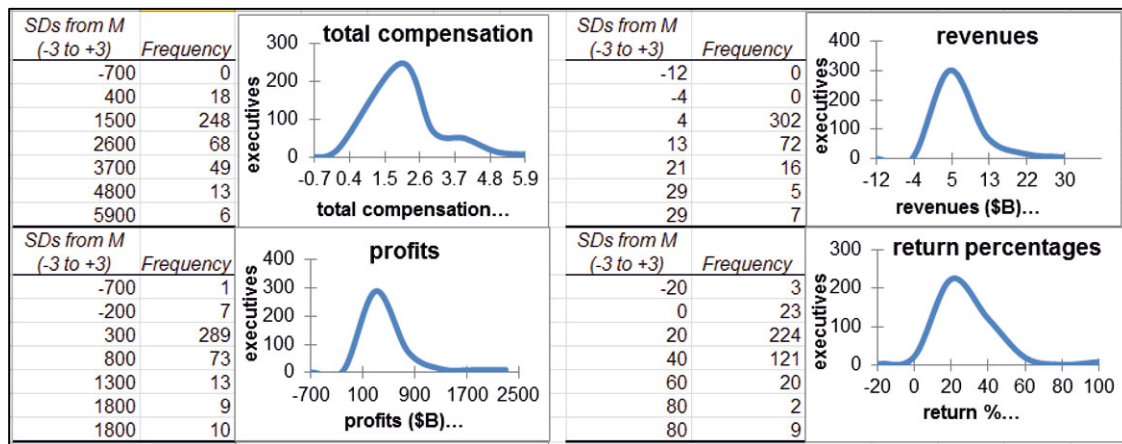 SDs from M
(-3 to +3) Frequency
-700 0
400 18
1500 248
2600 68
3700 49
4800 13
5900 6
total compensation
300
200
100
0
executives
-0.7 0.4 1.5 2.6 3.7 4.8 5.9
total compensation...
SDs from M
(-3 to +3) Frequency
-12 0
-4 0
4 302
13 72
21 16
29 5
29 7
revenues
400
300
200
100
0
executives
-12 -4 5 13 22 30
revenues ($B)...
SDs from M
(-3 to +3) Frequency
-700 1
-200 7
300 289
800 73
1300 13
1800 9
1800 10
profits
400
300
200
100
0
executives
-700 100 900 1700 2500
profits ($B)...
SDs from M
(-3 to +3) Frequency
-20 3
0 23
20 224
40 121
60 20
80 2
80 9
return percentages
300
200
100
0
executives
-20 0 20 40 60 80 100
return %...